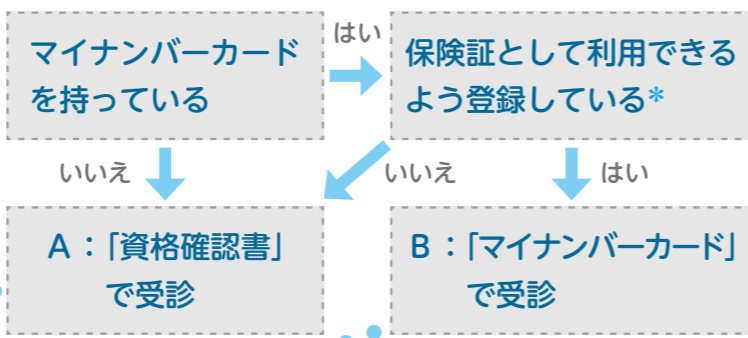 マイナンバーカード
を持っている
はい
保険証として利用できる
よう登録している*
いいえ
いいえ
はい
A：「資格確認書」
で受診
B：「マイナンバーカード」
で受診